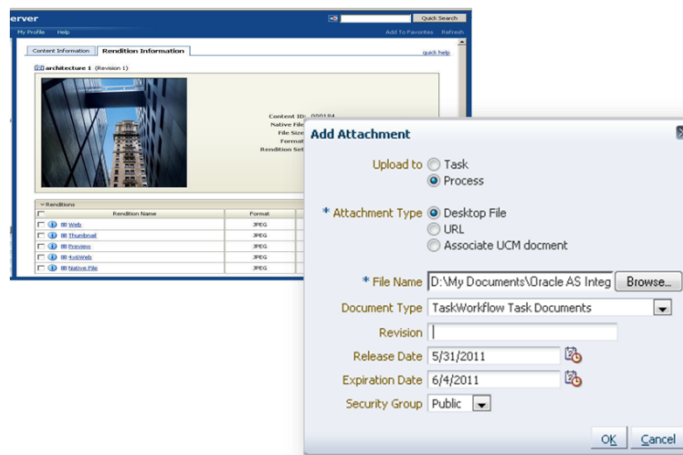 erver
Quick Search
My Profile Help Add To Favorites Refresh
Content Information Rendition Information quick help
architecture 1 (Revision 1)
Content ID: 000184
Native File
File Size
Format
Rendition Set
Renditions
Rendition Name Format
Web JPEG
Thumbnail JPEG
Preview JPEG
4x6Web JPEG
Native File JPEG
Add Attachment
Upload to Task
Process
* Attachment Type Desktop File
URL
Associate UCM docment
* File Name D:\My Documents\Oracle AS Integ Browse...
Document Type TaskWorkflow Task Documents
Revision
Release Date 5/31/2011
Expiration Date 6/4/2011
Security Group Public
OK Cancel